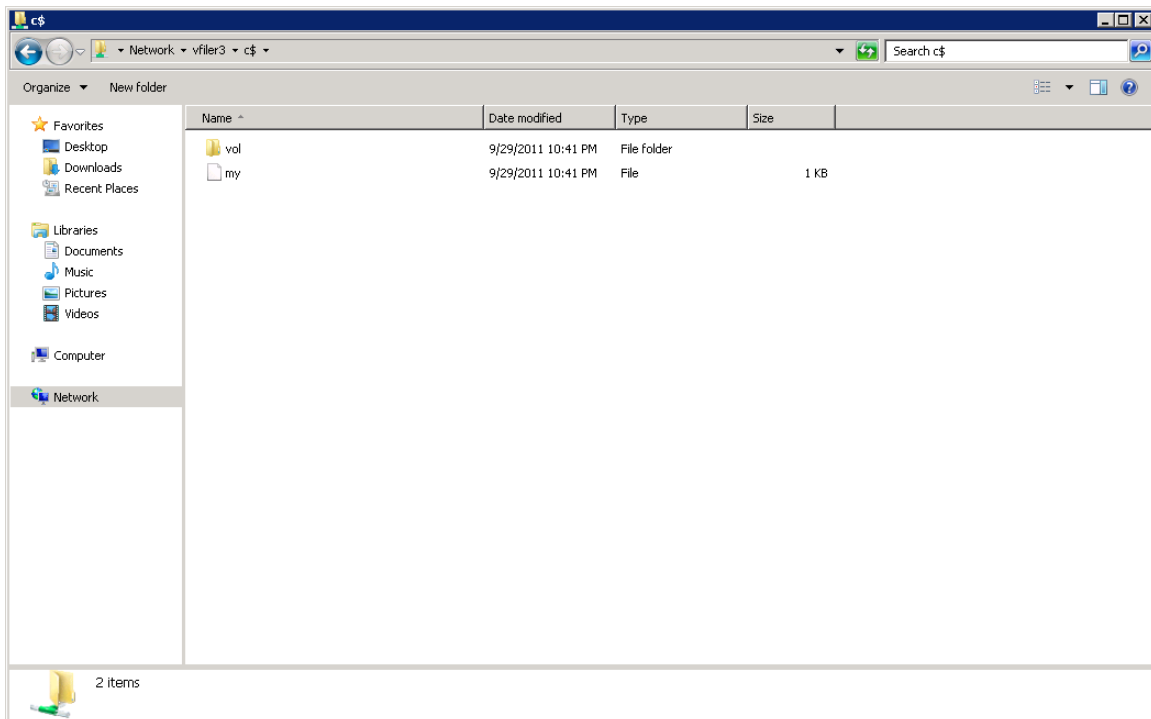 c$
Network vfiler3 c$
Search c$
Organize New folder
Favorites
Desktop
Downloads
Recent Places
Libraries
Documents
Music
Pictures
Videos
Computer
Network
Name Date modified Type Size
vol 9/29/2011 10:41 PM File folder
my 9/29/2011 10:41 PM File 1 KB
2 items